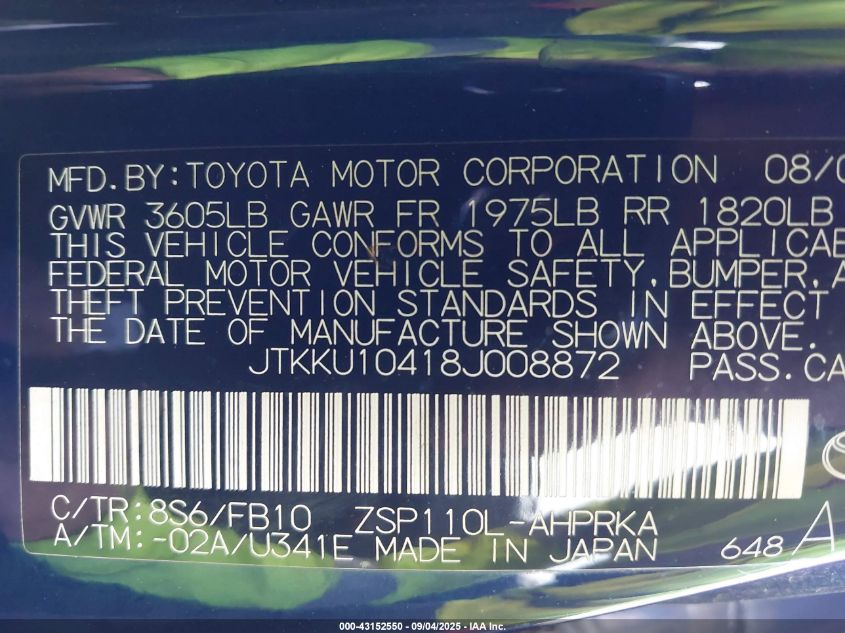 MFD.BY:TOYOTA MOTOR CORPORATION 08/0
GVWR 3605LB GAWR FR 1975LB RR 1820LB
THIS VEHICLE CONFORMS TO ALL APPLICAB
FEDERAL MOTOR VEHICLE SAFETY,BUMPER,A
THEFT PREVENTION STANDARDS IN EFFECT
THE DATE OF MANUFACTURE SHOWN ABOVE.
JTKKU10418J008872 PASS.CA
C/TR:8S6/FB10 ZSP110L-AHPRKA
A/TM:-02A/U341E MADE IN JAPAN 648 A
000-43152550 - 09/04/2025 - IAA Inc.